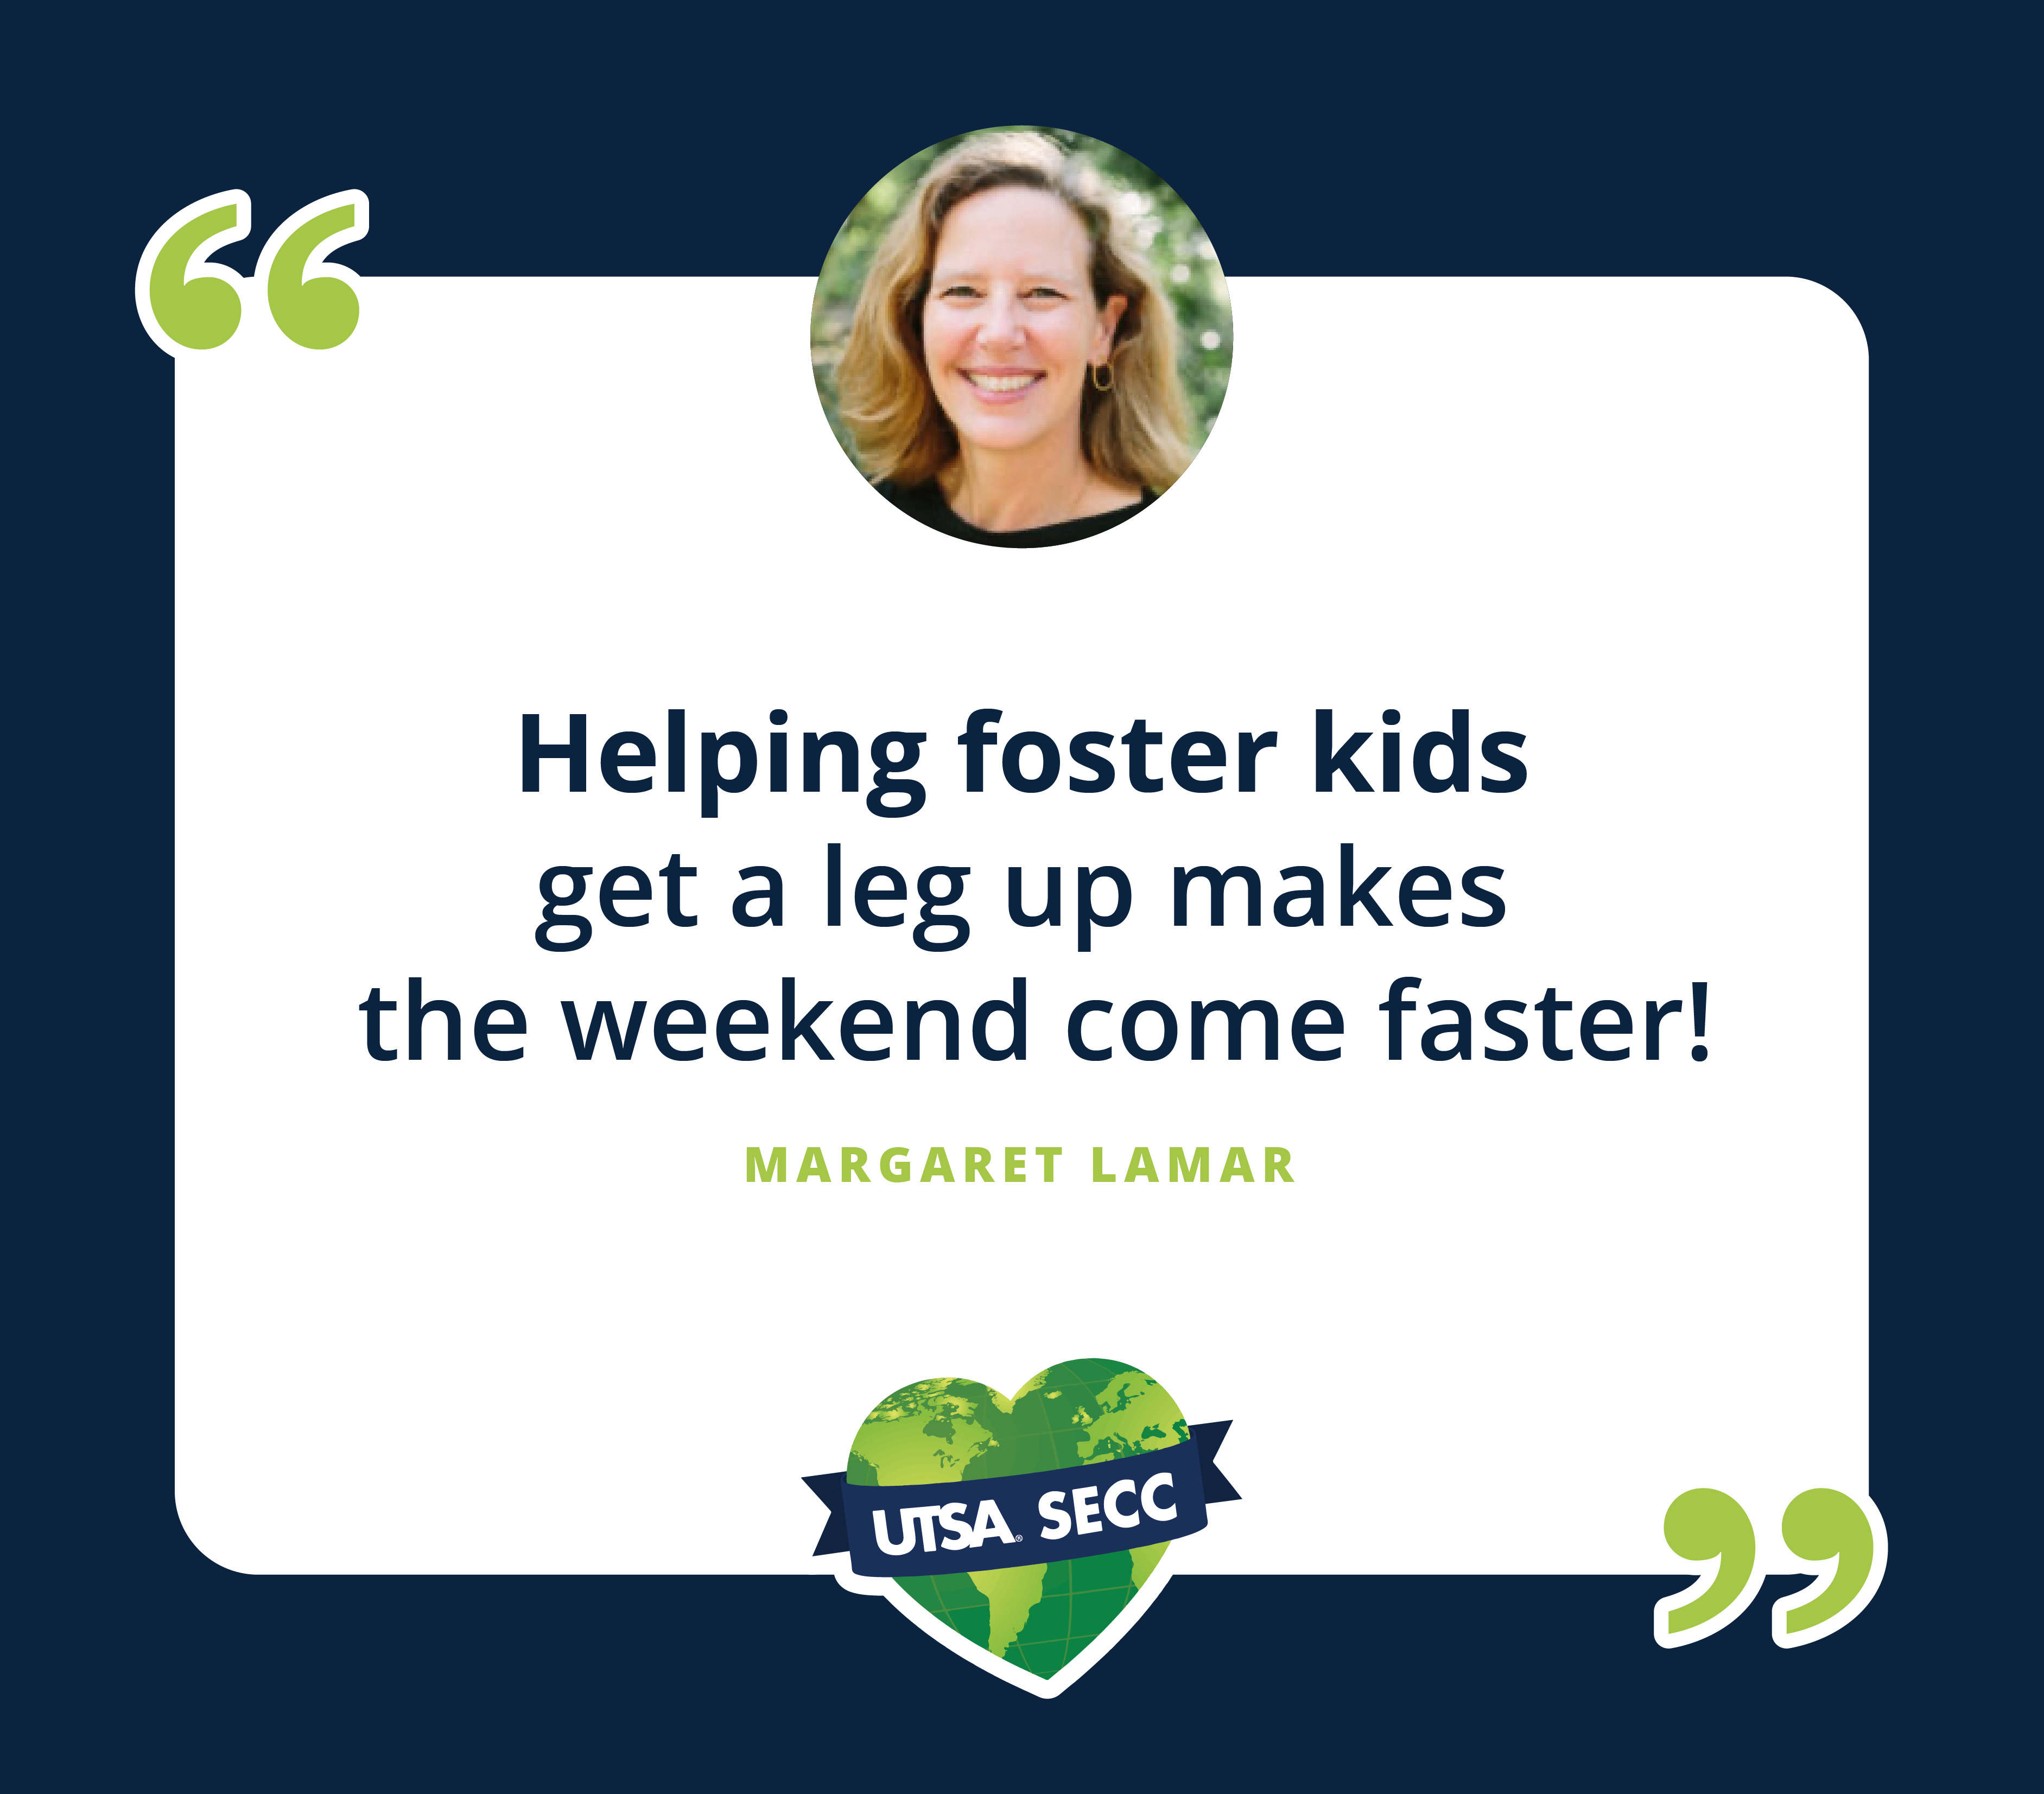 Helping foster kids
get a leg up makes
the weekend come faster!
MARGARET LAMAR
UTSA® SECC